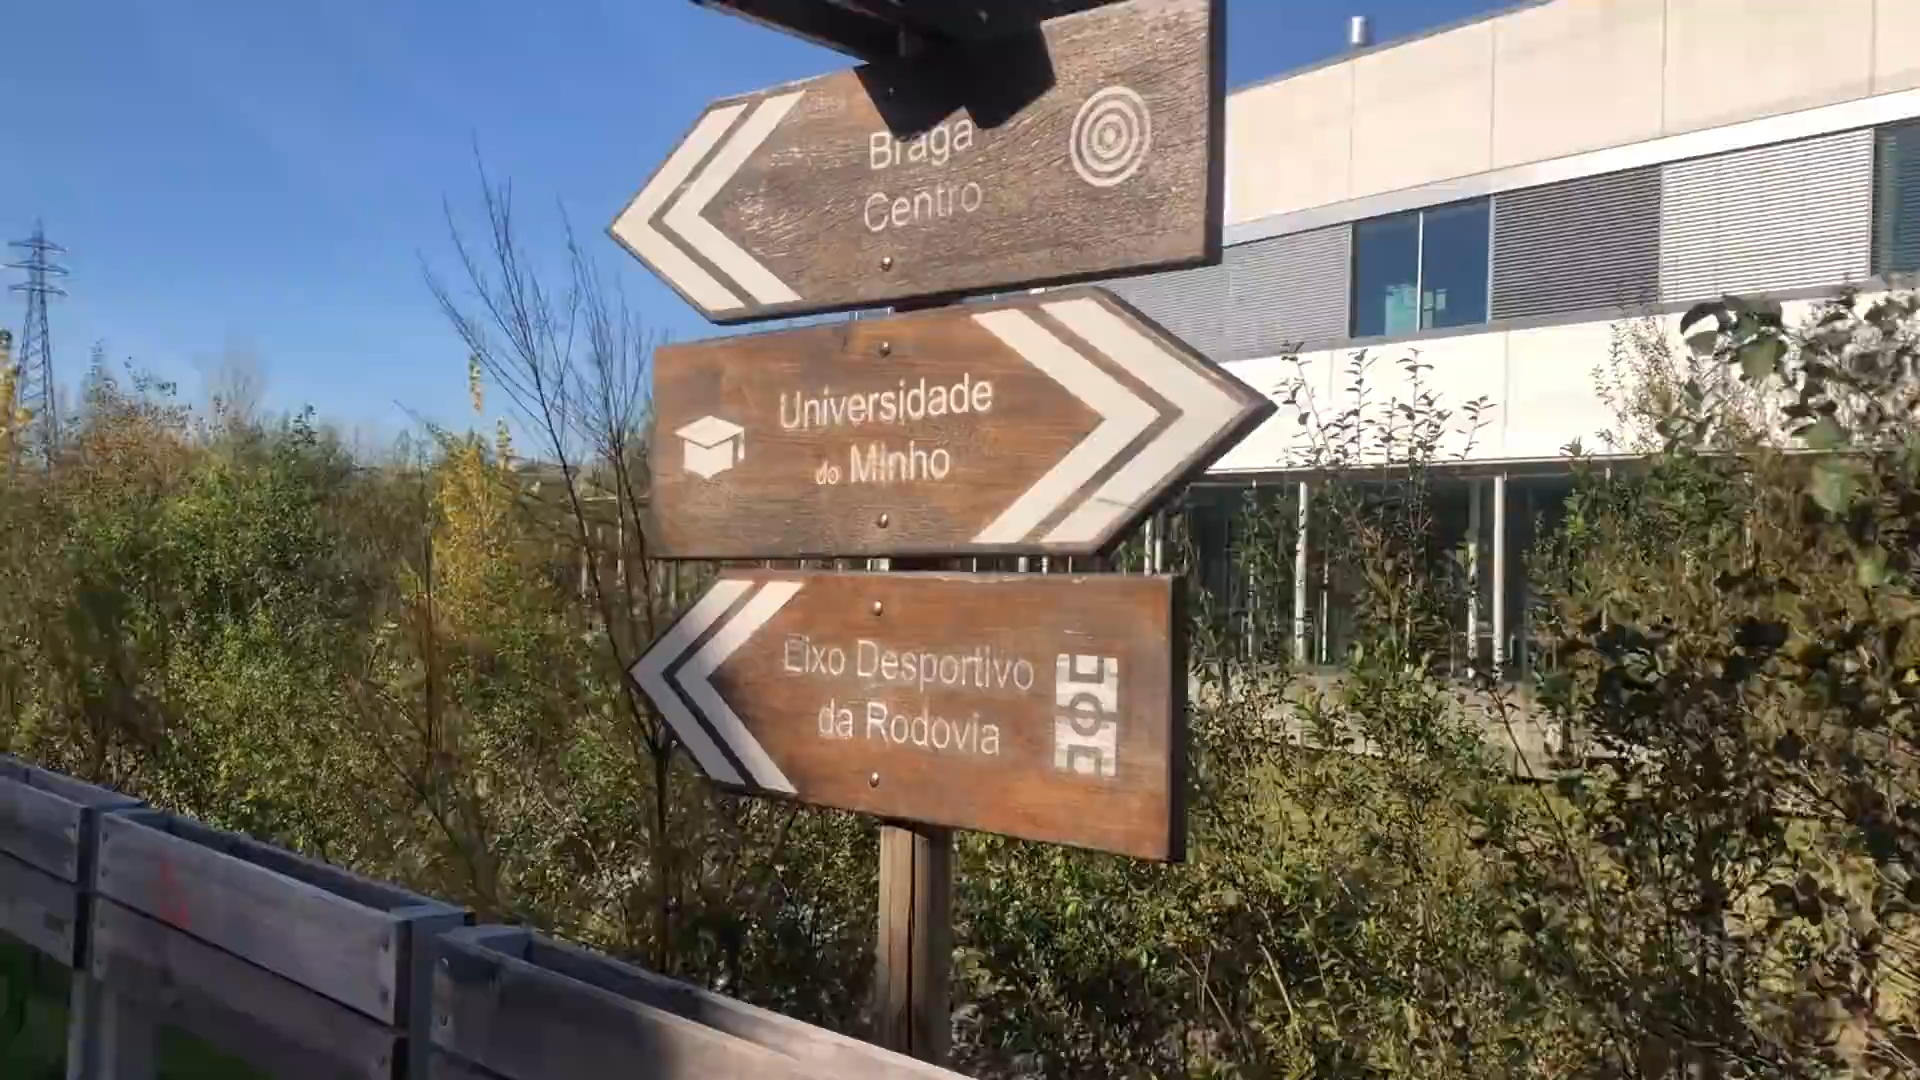 Braga
Centro
Universidade
do Minho
Eixo Desportivo
da Rodovia